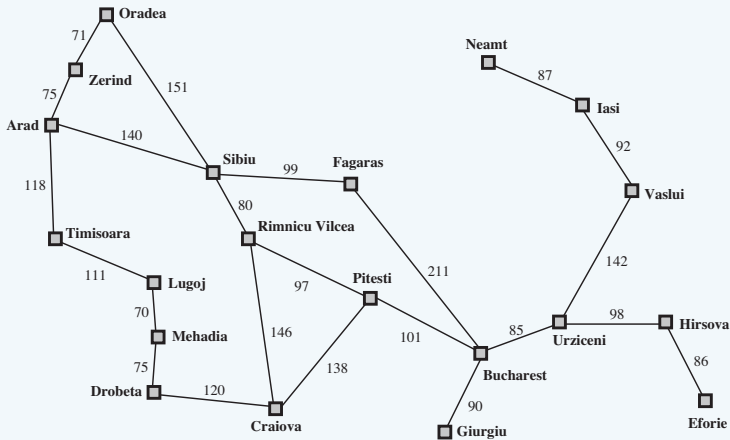 Oradea
71
Neamt
Zerind
87
151
75
Iasi
Arad
140
92
Sibiu
Fagaras
99
118
Vaslui
80
Rimnicu Vilcea
Timisoara
142
111
Pitesti
211
Lugoj
97
70
98
Hirsova
85
146
101
Mehadia
Urziceni
138
86
75
Bucharest
120
Drobeta
90
Craiova
Eforie
Giurgiu